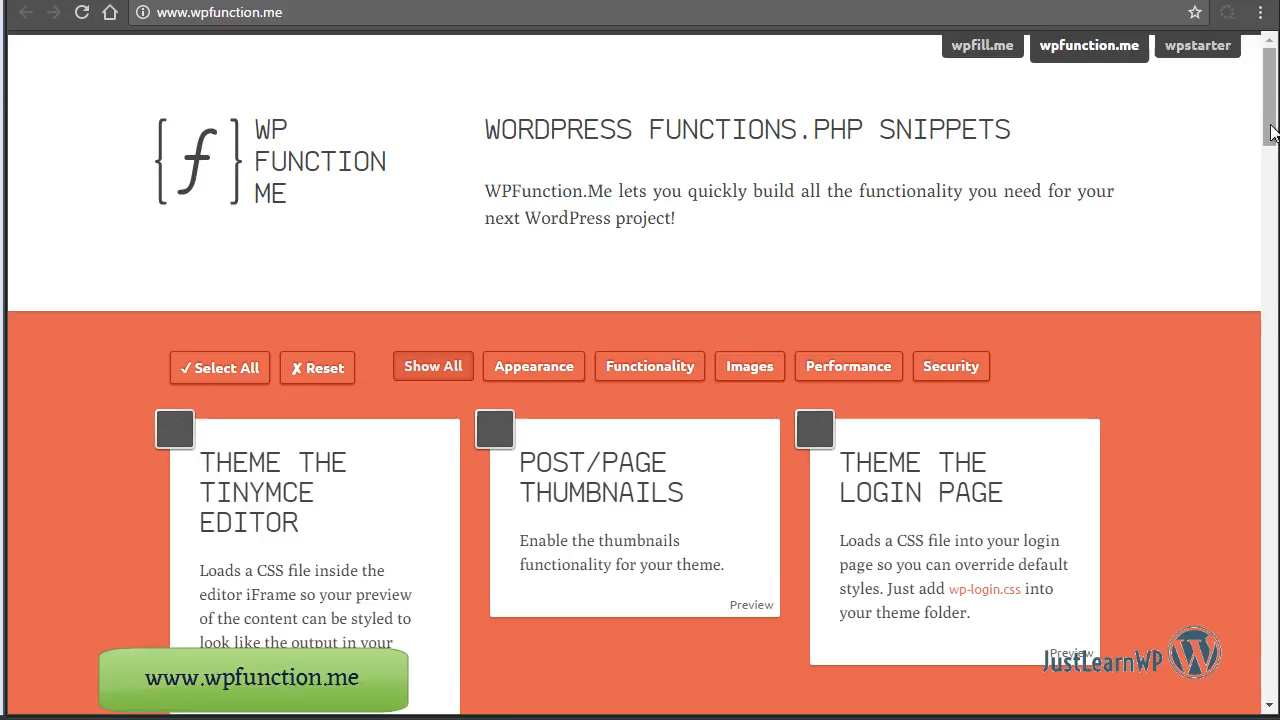 www.wpfunction.me
wpfill.me
wpfunction.me
wpstarter
{ƒ}
WP
FUNCTION
ME
WORDPRESS FUNCTIONS.PHP SNIPPETS
WPFunction.Me lets you quickly build all the functionality you need for your
next WordPress project!
✓ Select All
✘ Reset
Show All
Appearance
Functionality
Images
Performance
Security
THEME THE
TINYMCE
EDITOR
Loads a CSS file inside the
editor iFrame so your preview
of the content can be styled to
look like the output in your
POST/PAGE
THUMBNAILS
Enable the thumbnails
functionality for your theme.
Preview
THEME THE
LOGIN PAGE
Loads a CSS file into your login
page so you can override default
styles. Just add wp-login.css into
your theme folder.
Preview
www.wpfunction.me
JustLearnWP